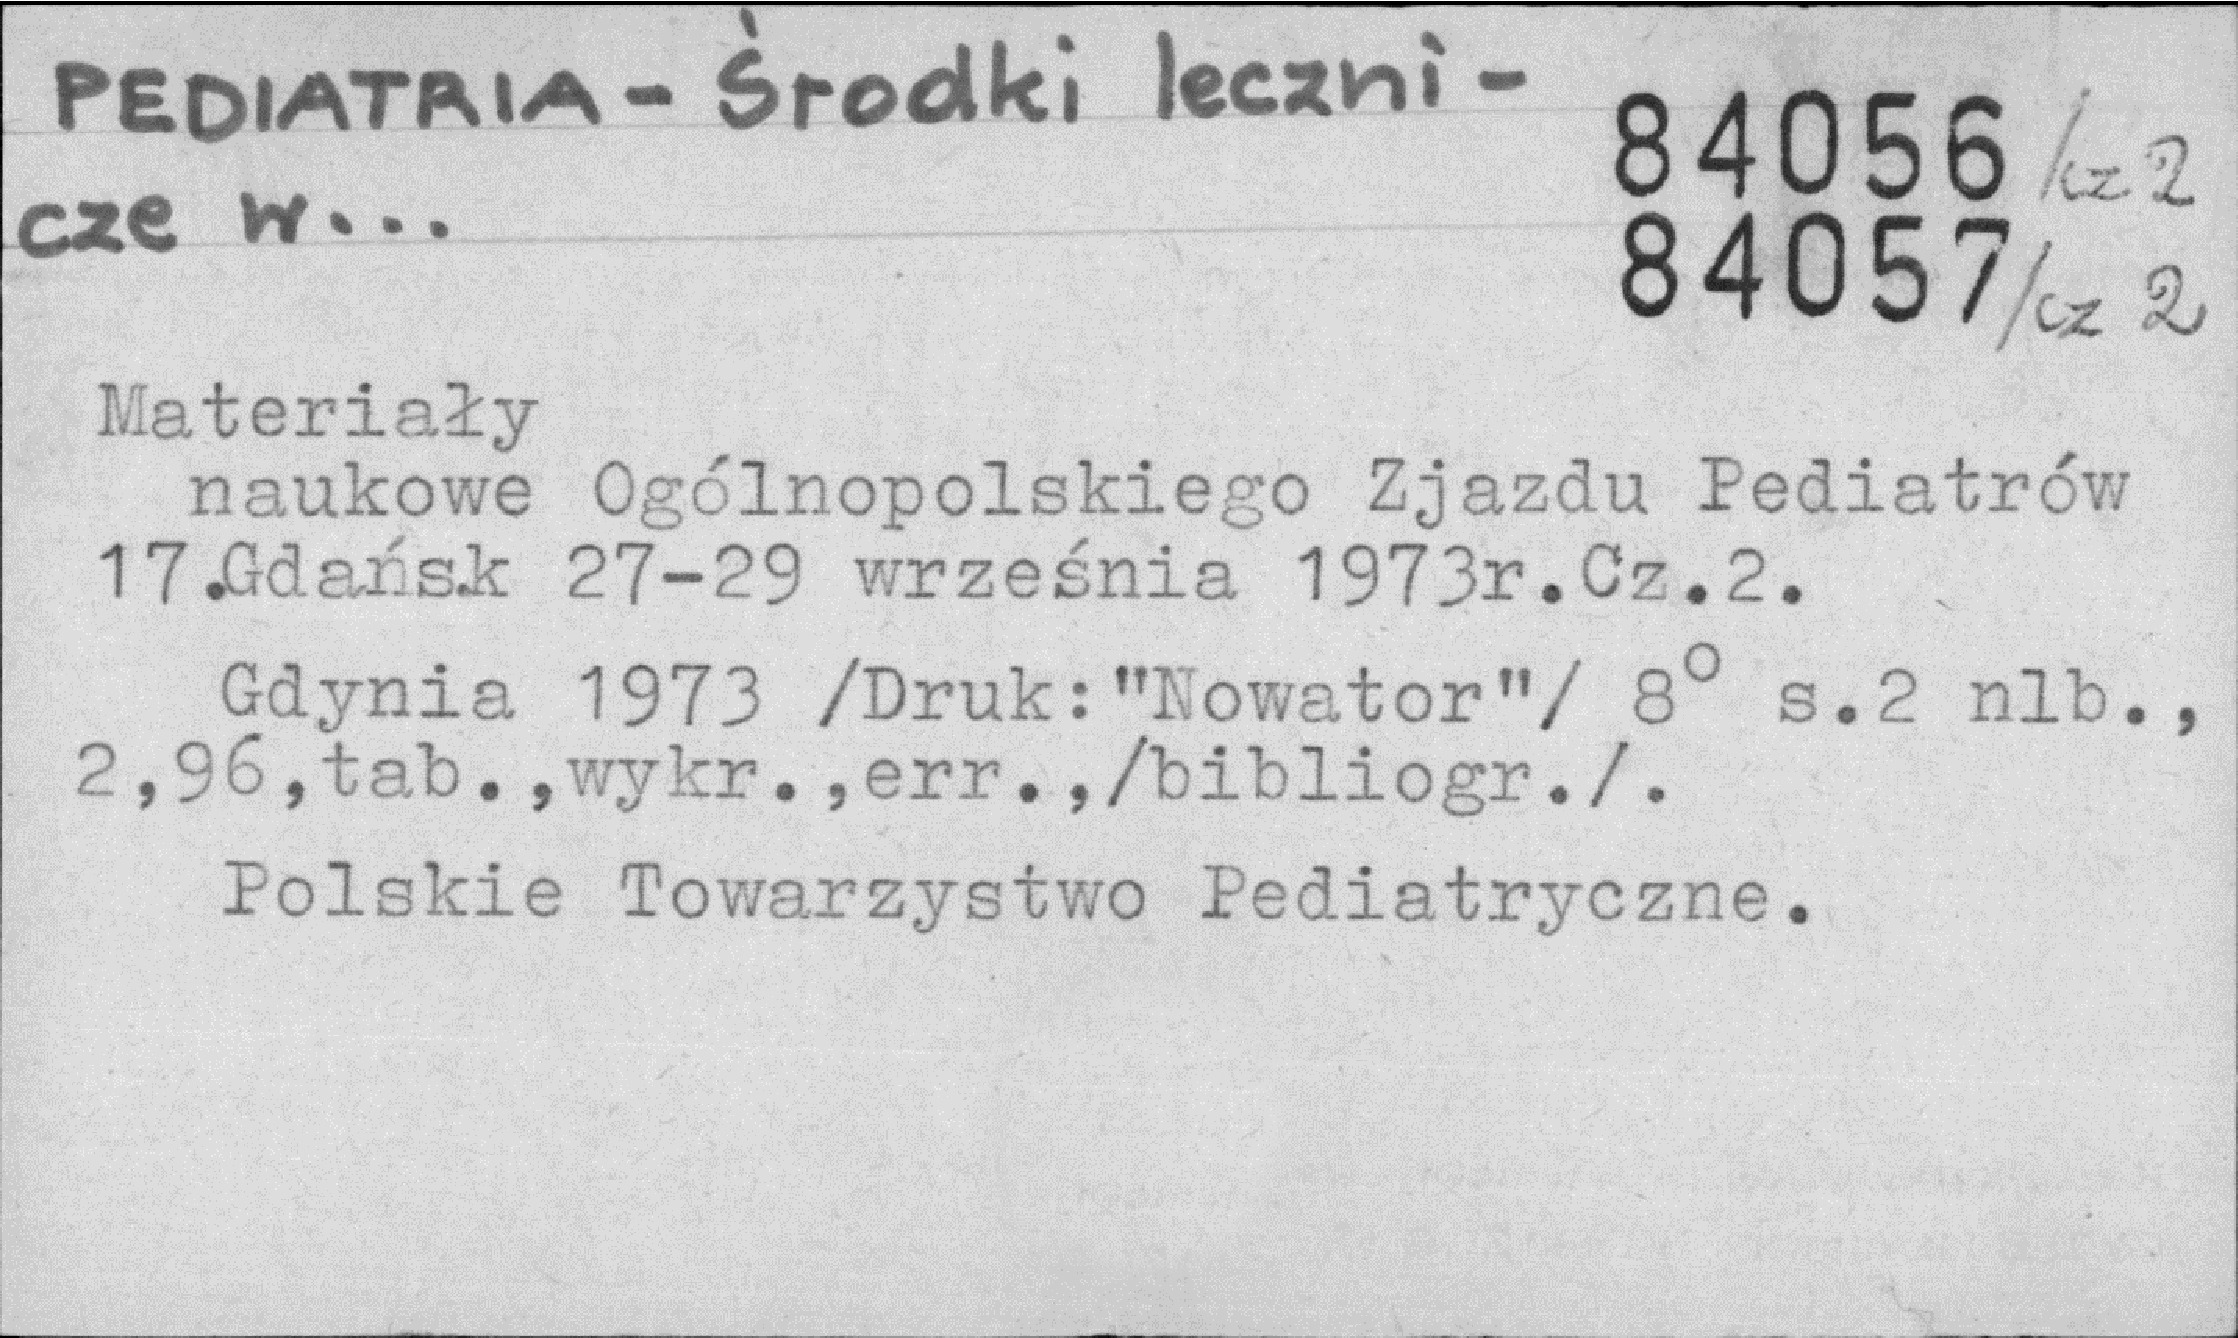 PEDIATRIA - Środki leczni-
cze w...
84056/cz 2
84057/cz 2
Materiały
naukowe Ogólnopolskiego Zjazdu Pediatrów
17.Gdańsk 27-29 września 1973r.Cz.2.
Gdynia 1973 /Druk:"Nowator"/ 8° s.2 nlb.,
2,96,tab.,wykr.,err.,/bibliogr./.
Polskie Towarzystwo Pediatryczne.